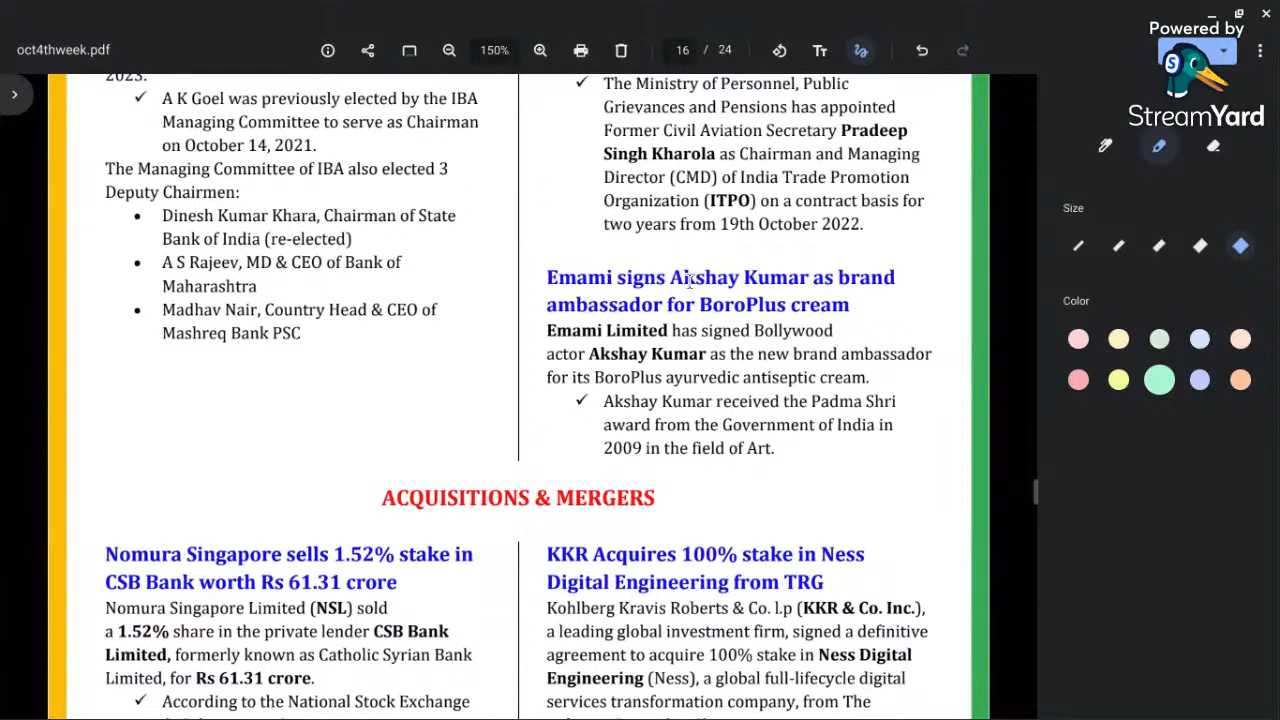 oct4thweek.pdf
150%
16 / 24
Powered by
StreamYard
2023.
✓ A K Goel was previously elected by the IBA
Managing Committee to serve as Chairman
on October 14, 2021.
The Managing Committee of IBA also elected 3
Deputy Chairmen:
• Dinesh Kumar Khara, Chairman of State
Bank of India (re-elected)
• A S Rajeev, MD & CEO of Bank of
Maharashtra
• Madhav Nair, Country Head & CEO of
Mashreq Bank PSC
✓ The Ministry of Personnel, Public
Grievances and Pensions has appointed
Former Civil Aviation Secretary Pradeep
Singh Kharola as Chairman and Managing
Director (CMD) of India Trade Promotion
Organization (ITPO) on a contract basis for
two years from 19th October 2022.
Emami signs Akshay Kumar as brand
ambassador for BoroPlus cream
Emami Limited has signed Bollywood
actor Akshay Kumar as the new brand ambassador
for its BoroPlus ayurvedic antiseptic cream.
✓ Akshay Kumar received the Padma Shri
award from the Government of India in
2009 in the field of Art.
ACQUISITIONS & MERGERS
Nomura Singapore sells 1.52% stake in
CSB Bank worth Rs 61.31 crore
Nomura Singapore Limited (NSL) sold
a 1.52% share in the private lender CSB Bank
Limited, formerly known as Catholic Syrian Bank
Limited, for Rs 61.31 crore.
✓ According to the National Stock Exchange
KKR Acquires 100% stake in Ness
Digital Engineering from TRG
Kohlberg Kravis Roberts & Co. l.p (KKR & Co. Inc.),
a leading global investment firm, signed a definitive
agreement to acquire 100% stake in Ness Digital
Engineering (Ness), a global full-lifecycle digital
services transformation company, from The
Size
Color